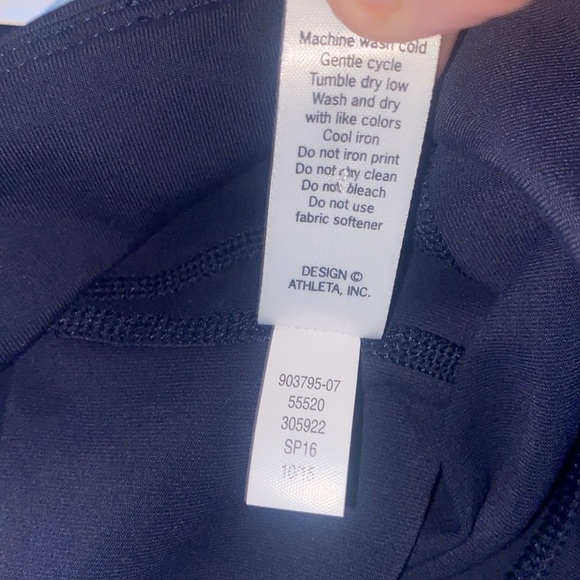 Machine wash cold
Gentle cycle
Tumble dry low
Wash and dry
with like colors
Cool iron
Do not iron print
Do not dry clean
Do not bleach
Do not use
fabric softener
DESIGN ©
ATHLETA, INC.
903795-07
55520
305922
SP16
10/15